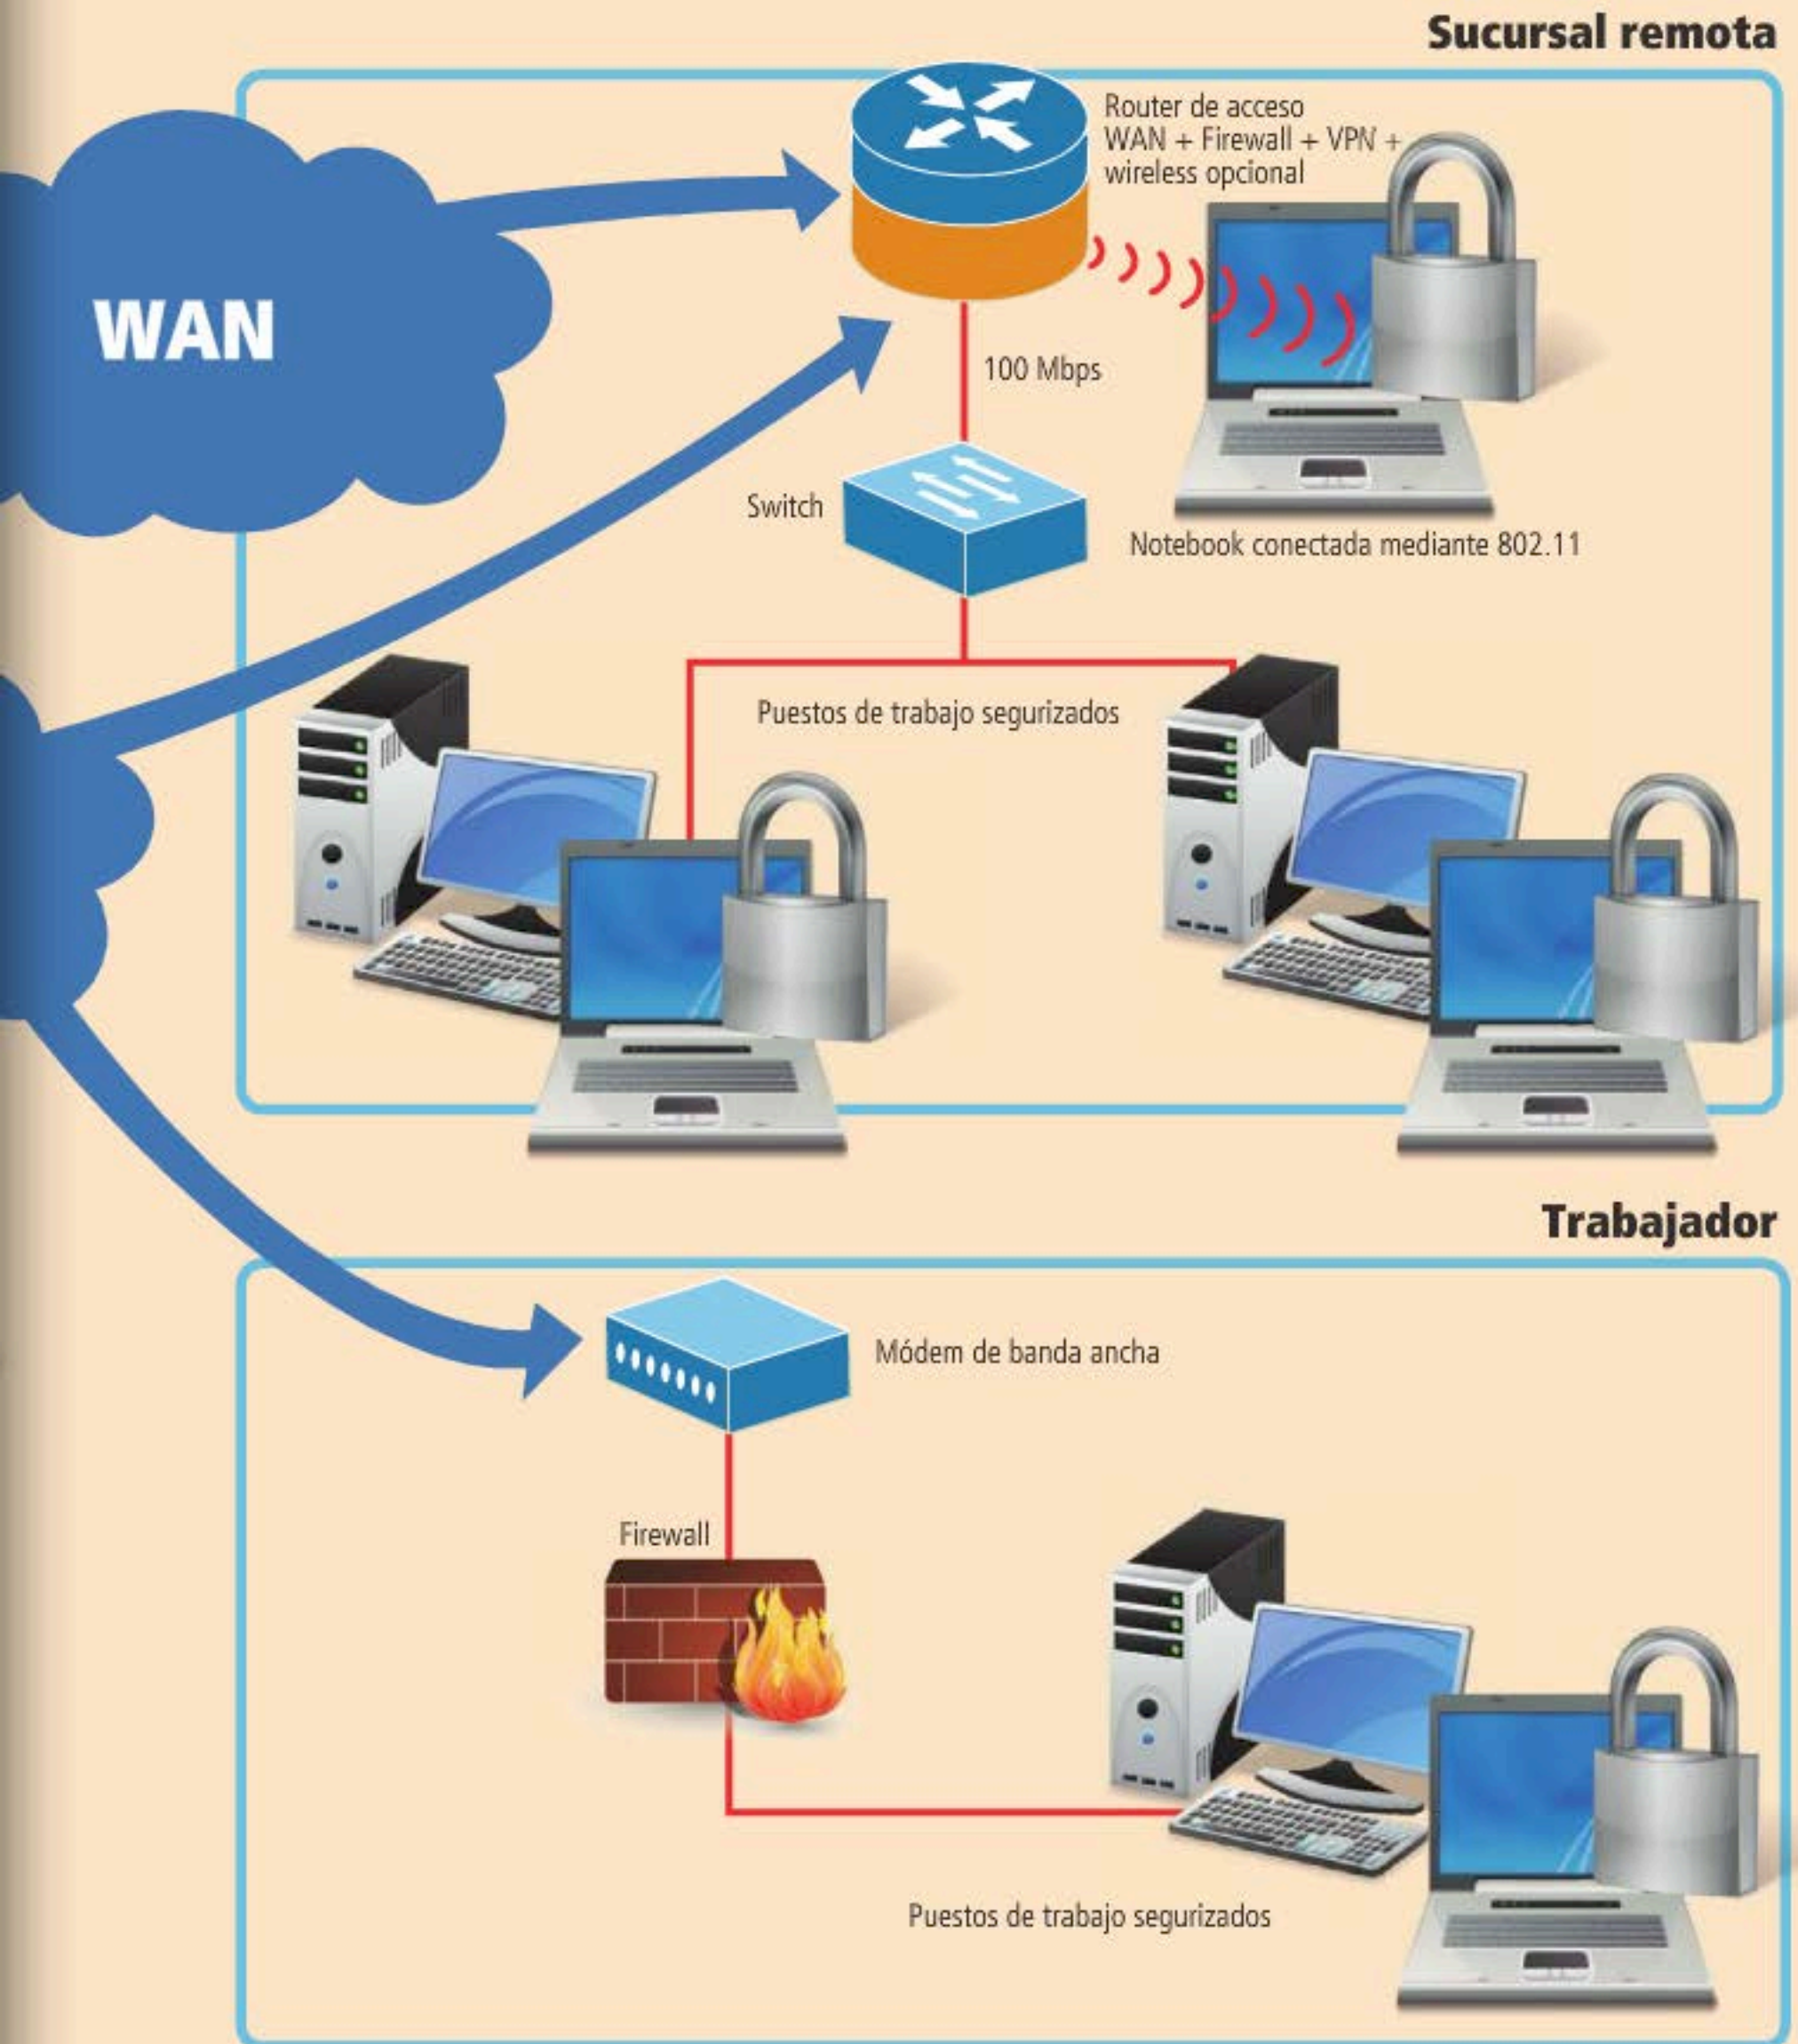 Sucursal remota
Router de acceso
WAN + Firewall + VPN +
wireless opcional
WAN
100 Mbps
Switch
Notebook conectada mediante 802.11
Puestos de trabajo segurizados
Trabajador
Módem de banda ancha
Firewall
Puestos de trabajo segurizados